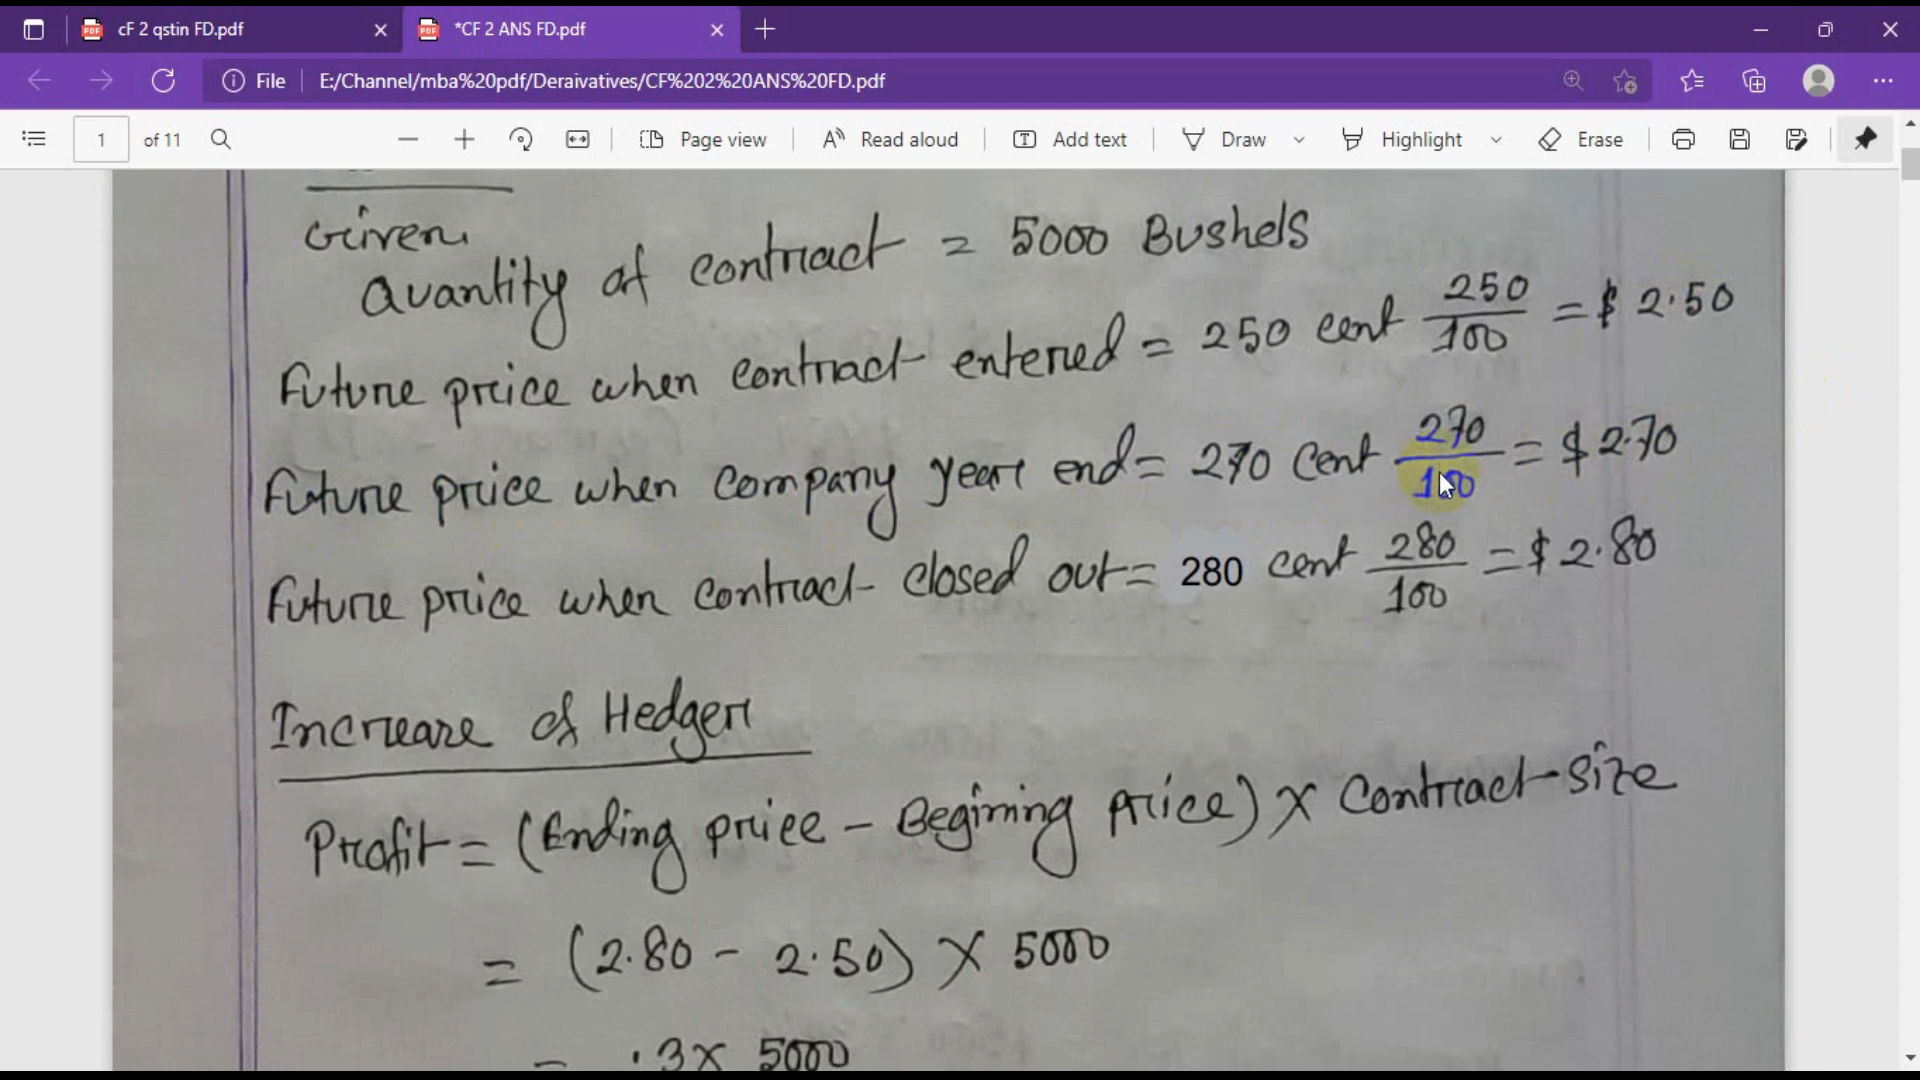 cF 2 qstin FD.pdf
*CF 2 ANS FD.pdf
File
E:/Channel/mba%20pdf/Deraivatives/CF%202%20ANS%20FD.pdf
1 of 11
Page view
Read aloud
Add text
Draw
Highlight
Erase
Given,
Quantity of contract = 5000 Bushels
Future price when contract entered = 250 cent 250/100 = $ 2.50
Future price when company year end = 270 cent 270/100 = $ 2.70
Future price when contract closed out = 280 cent 280/100 = $ 2.80
Increase of Hedger
Profit = (Ending price - Begining price) X Contract Size
= (2.80 - 2.50) X 5000
= .3 X 5000